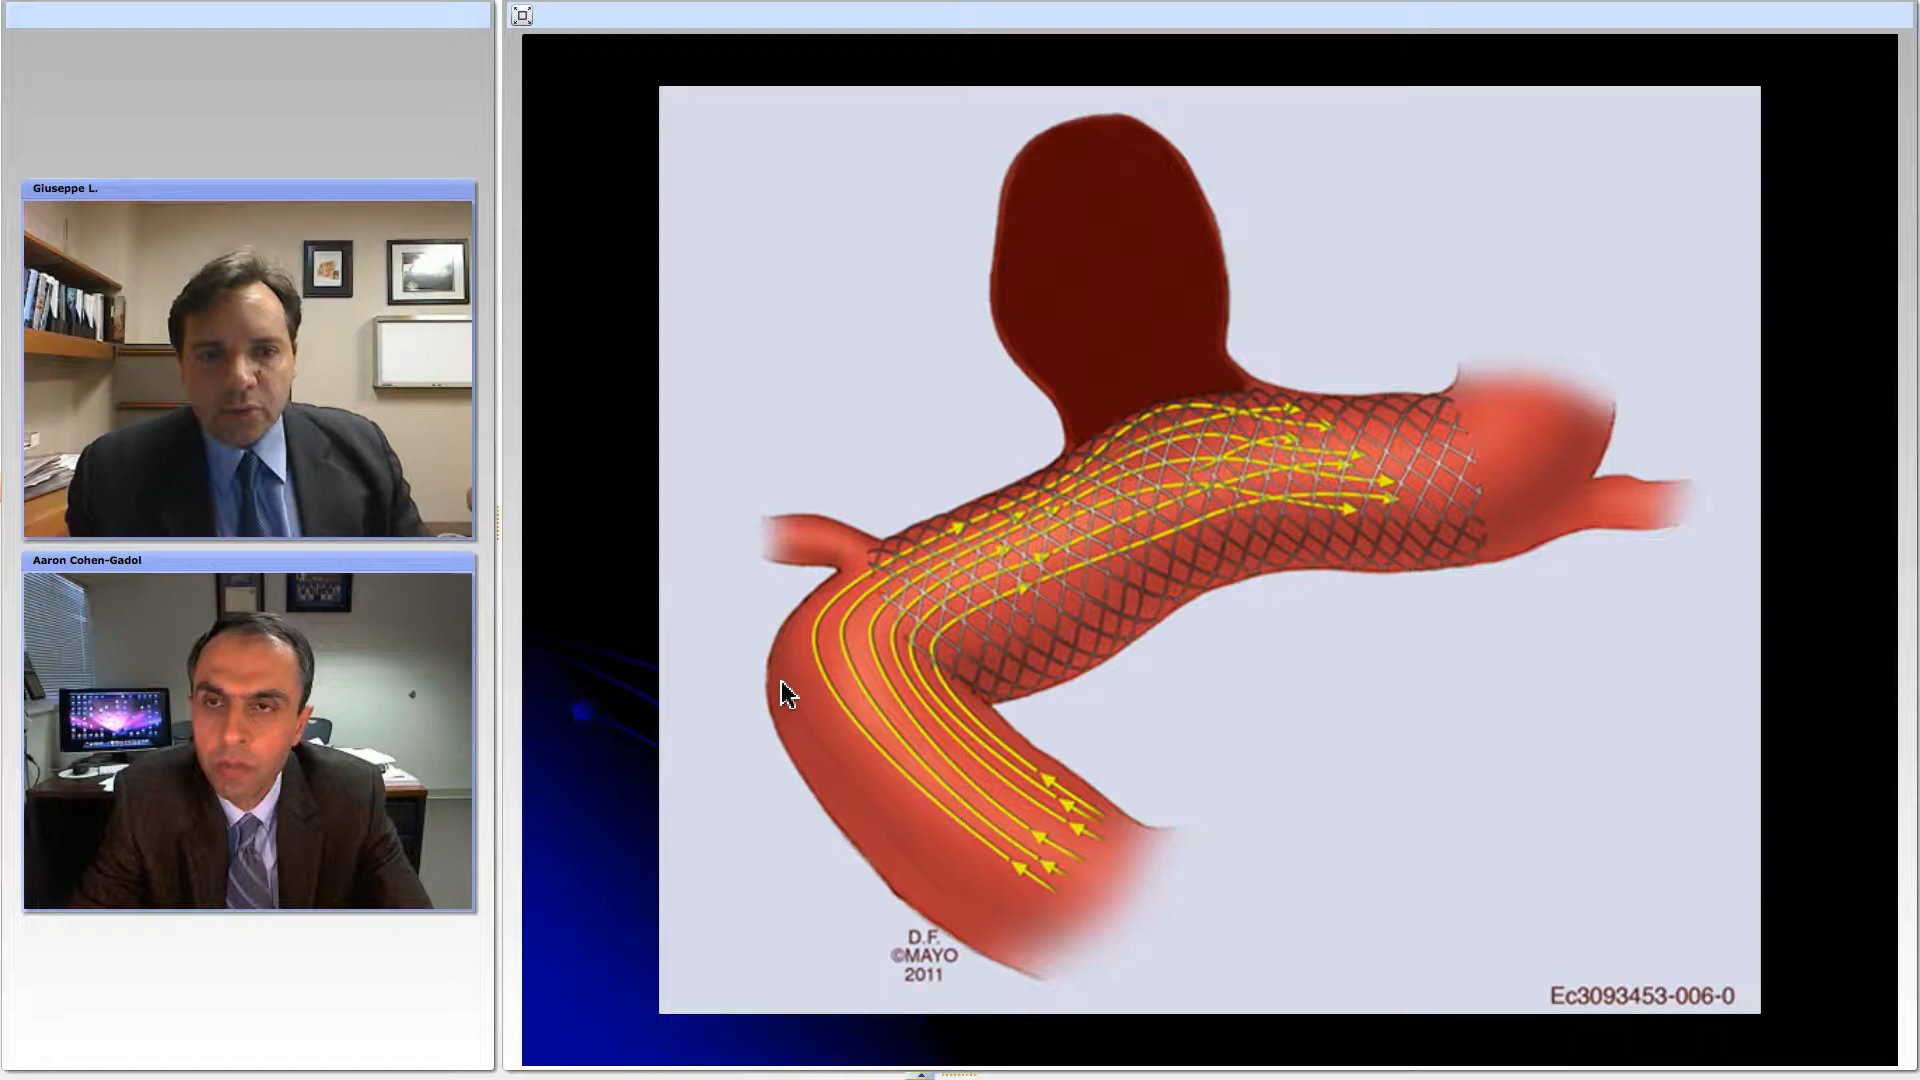 Giuseppe L.
Aaron Cohen-Gadol
D.F.
©MAYO
2011
Ec3093453-006-0